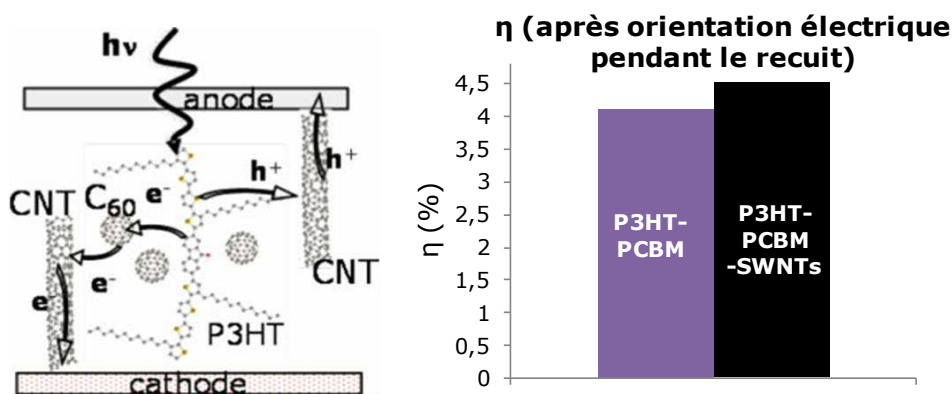 hν
anode
h⁺
h⁺
CNT
C₆₀
e⁻
e⁻
e⁻
CNT
P3HT
cathode
η (après orientation électrique
pendant le recuit)
η (%)
4,5
4
3,5
3
2,5
2
1,5
1
0,5
0
P3HT-
PCBM
P3HT-
PCBM
-SWNTs